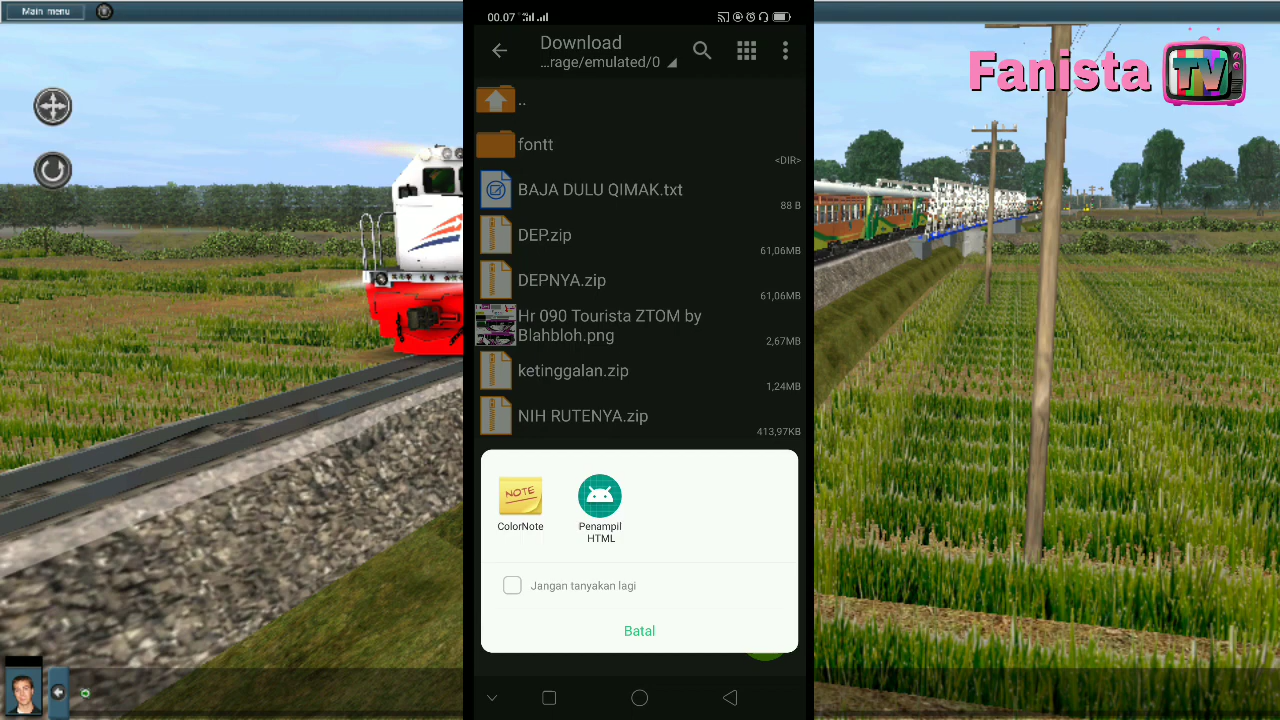 Main menu
00.07
Download
...rage/emulated/0
..
fontt
<DIR>
BAJA DULU QIMAK.txt
88 B
DEP.zip
61,06MB
DEPNYA.zip
61,06MB
Hr 090 Tourista ZTOM by
Blahbloh.png
2,67MB
ketinggalan.zip
1,24MB
NIH RUTENYA.zip
413,97KB
NOTE
ColorNote
Penampil
HTML
Jangan tanyakan lagi
Batal
Fanista
TV